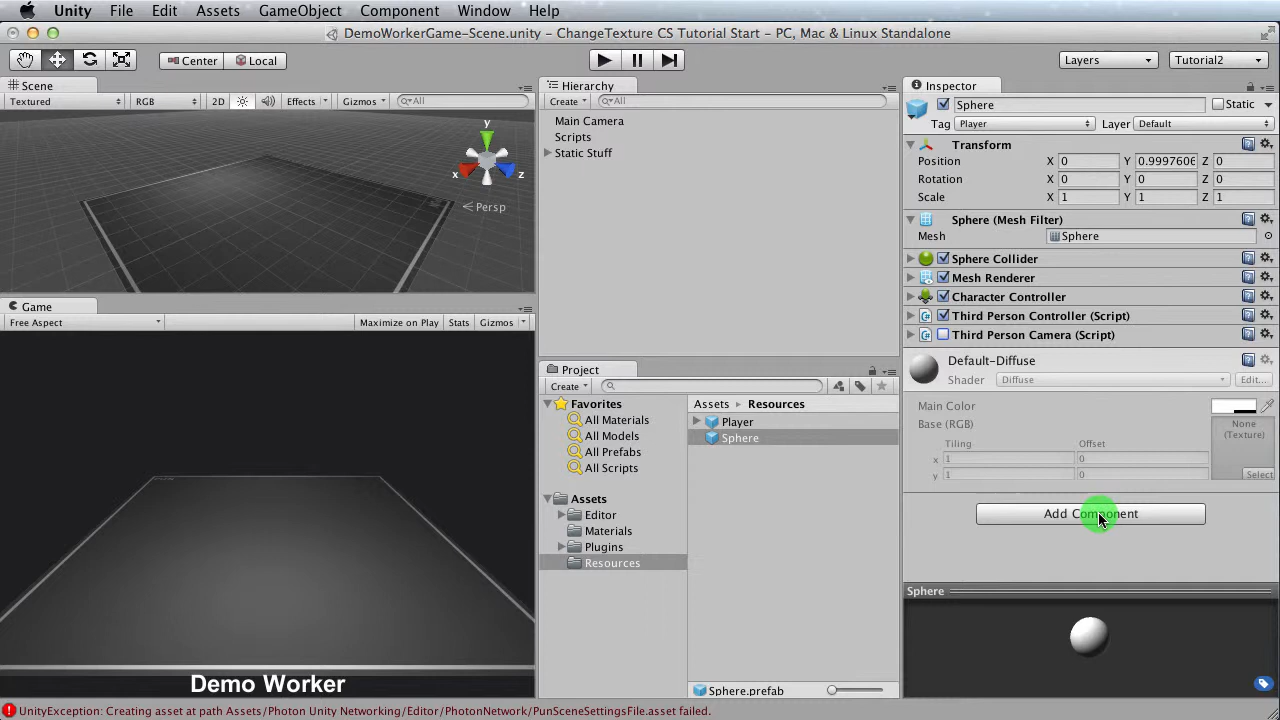 Unity File Edit Assets GameObject Component Window Help
DemoWorkerGame-Scene.unity – ChangeTexture CS Tutorial Start – PC, Mac & Linux Standalone
Center Local Layers Tutorial2
Scene
Textured RGB 2D Effects Gizmos All
y
x z
Persp
Game
Free Aspect Maximize on Play Stats Gizmos
Demo Worker
Hierarchy
Create All
Main Camera
Scripts
Static Stuff
Project
Create
Favorites
All Materials
All Models
All Prefabs
All Scripts
Assets
Editor
Materials
Plugins
Resources
Assets Resources
Player
Sphere
Sphere.prefab
Inspector
Sphere Static
Tag Player Layer Default
Transform
Position X 0 Y 0.9997606 Z 0
Rotation X 0 Y 0 Z 0
Scale X 1 Y 1 Z 1
Sphere (Mesh Filter)
Mesh Sphere
Sphere Collider
Mesh Renderer
Character Controller
Third Person Controller (Script)
Third Person Camera (Script)
Default-Diffuse
Shader Diffuse Edit...
Main Color
Base (RGB) None
(Texture)
Tiling Offset
x 1 0
y 1 0 Select
Add Component
Sphere
UnityException: Creating asset at path Assets/Photon Unity Networking/Editor/PhotonNetwork/PunSceneSettingsFile.asset failed.